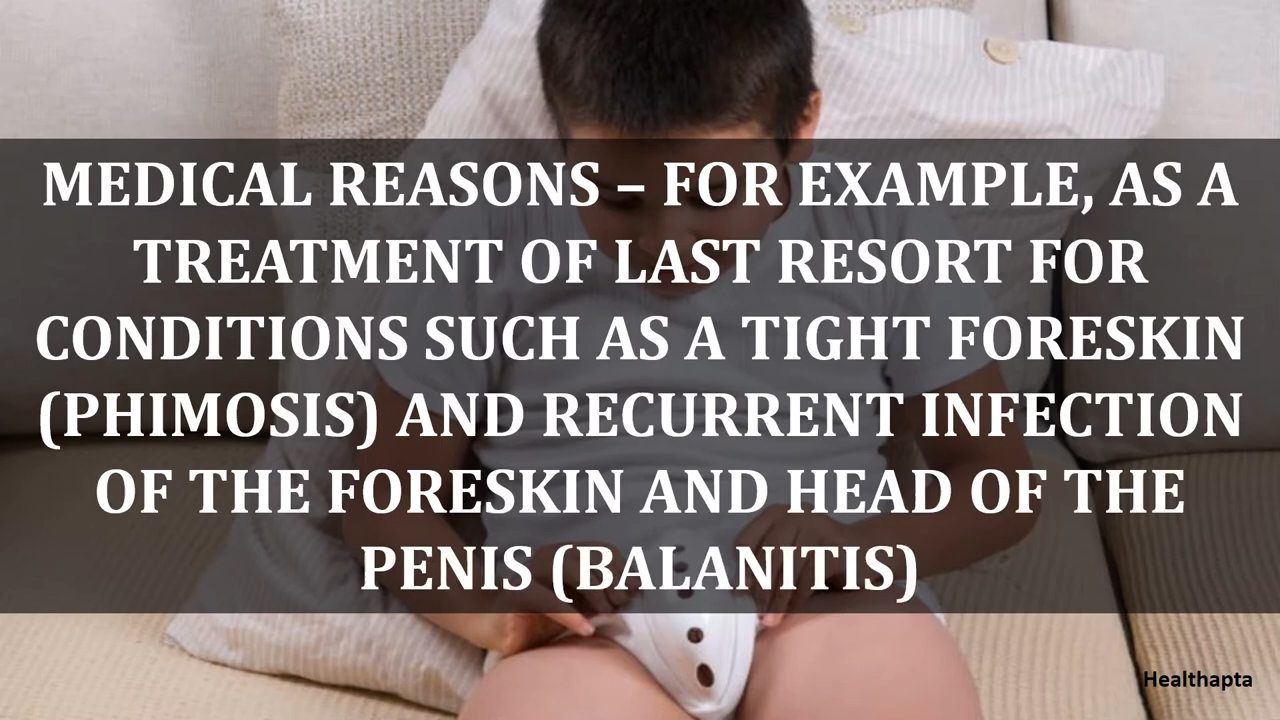 MEDICAL REASONS – FOR EXAMPLE, AS A
TREATMENT OF LAST RESORT FOR
CONDITIONS SUCH AS A TIGHT FORESKIN
(PHIMOSIS) AND RECURRENT INFECTION
OF THE FORESKIN AND HEAD OF THE
PENIS (BALANITIS)
Healthapta